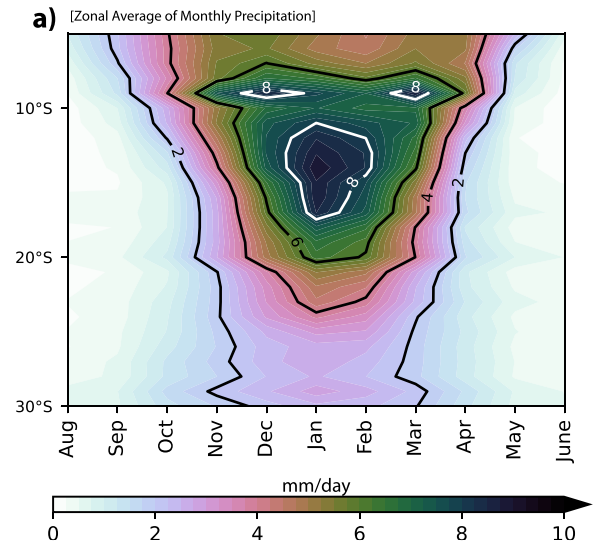 a) [Zonal Average of Monthly Precipitation]
8 8
10°S
2 8 4 2
6
20°S
30°S
Aug Sep Oct Nov Dec Jan Feb Mar Apr May June
mm/day
0 2 4 6 8 10